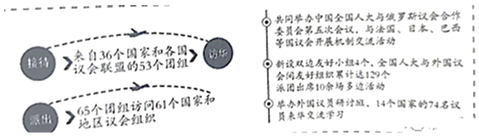 接待
来自36个国家和各国
议会联盟的53个团组
访华
派出
65个团组访问61个国家和
地区议会组织
共同举办中国全国人大与俄罗斯议会合作
委员会第五次会议,与法国、日本、巴西
等国议会开展机制交流活动
新设双边友好小组4个,全国人大与外国议
会间友好组织累计达129个
派团出席10余场多边活动
举办外国议员研讨班,14个国家的74名议
员来华交流学习